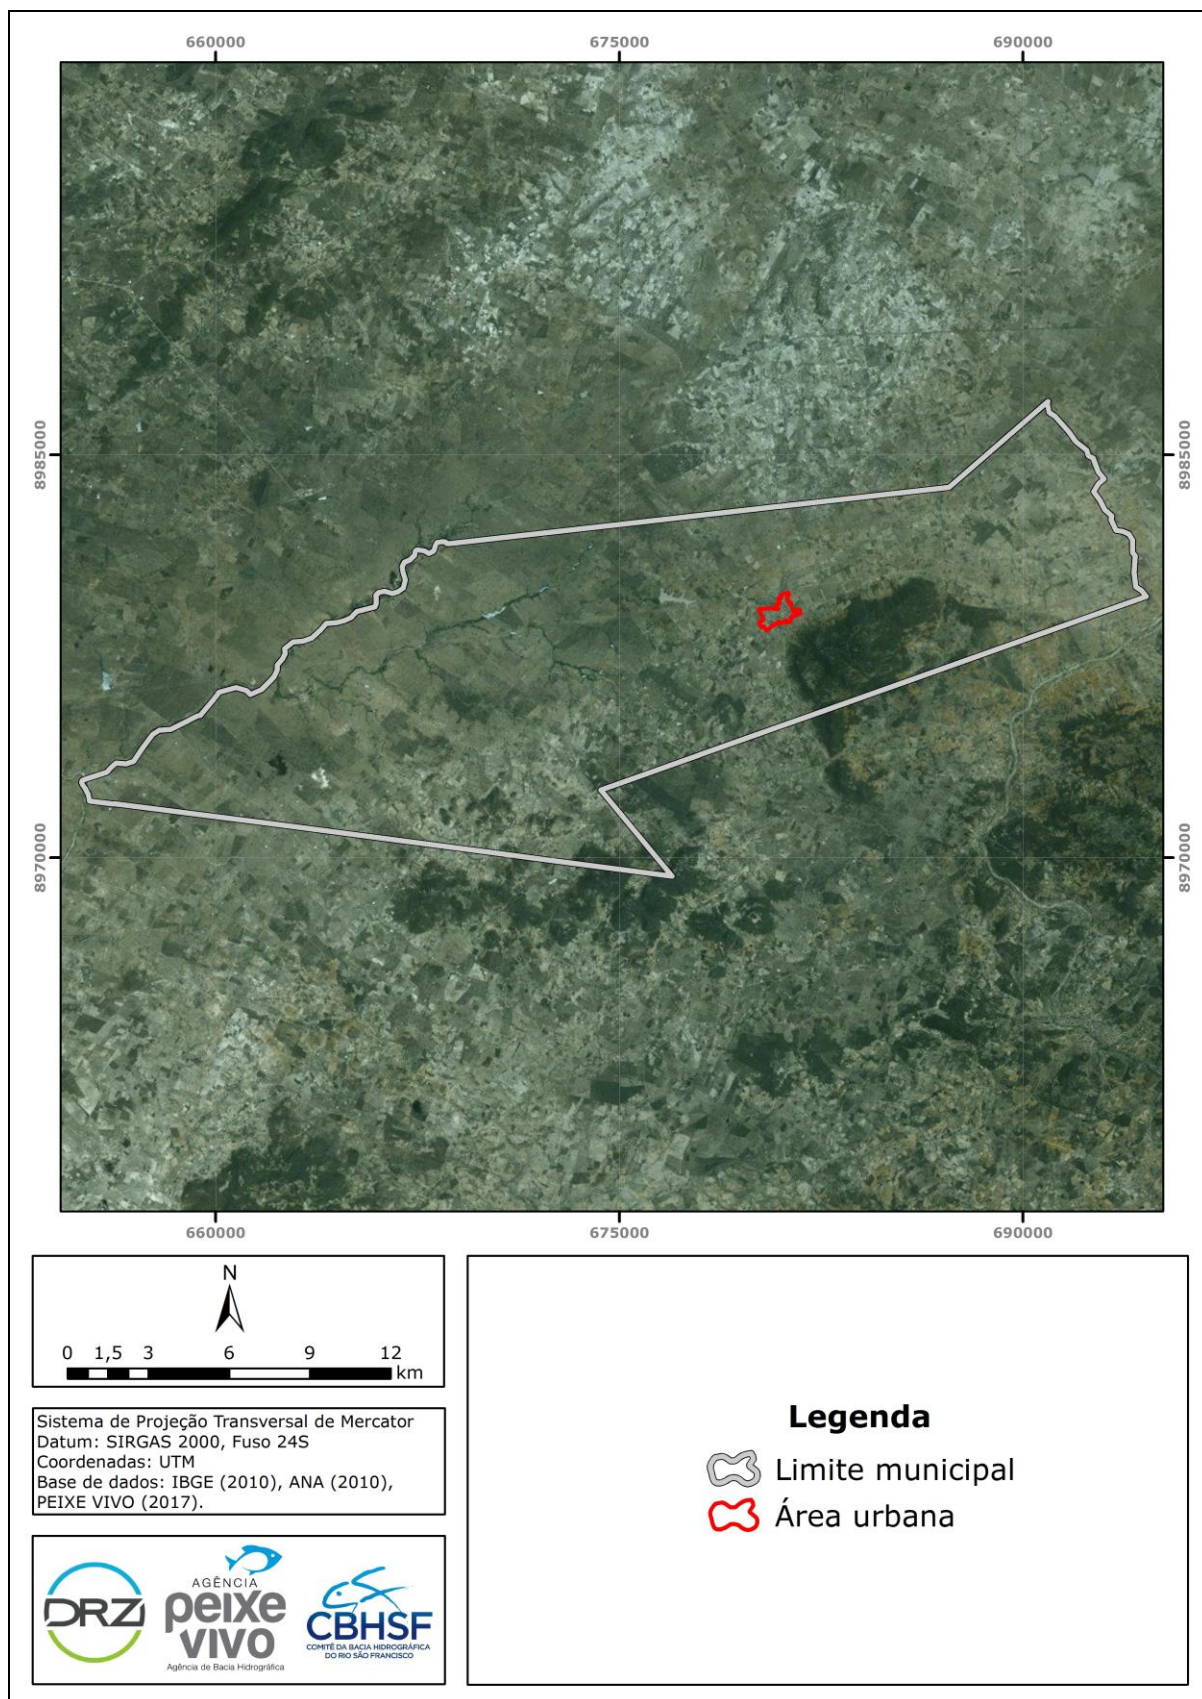 660000
675000
690000
8985000
8985000
8970000
8970000
660000
675000
690000
N
0 1,5 3 6 9 12
km
Sistema de Projeção Transversal de Mercator
Datum: SIRGAS 2000, Fuso 24S
Coordenadas: UTM
Base de dados: IBGE (2010), ANA (2010),
PEIXE VIVO (2017).
DRZ
AGÊNCIA
peixe
VIVO
Agência de Bacia Hidrográfica
CBHSF
COMITÊ DA BACIA HIDROGRÁFICA
DO RIO SÃO FRANCISCO
Legenda
Limite municipal
Área urbana